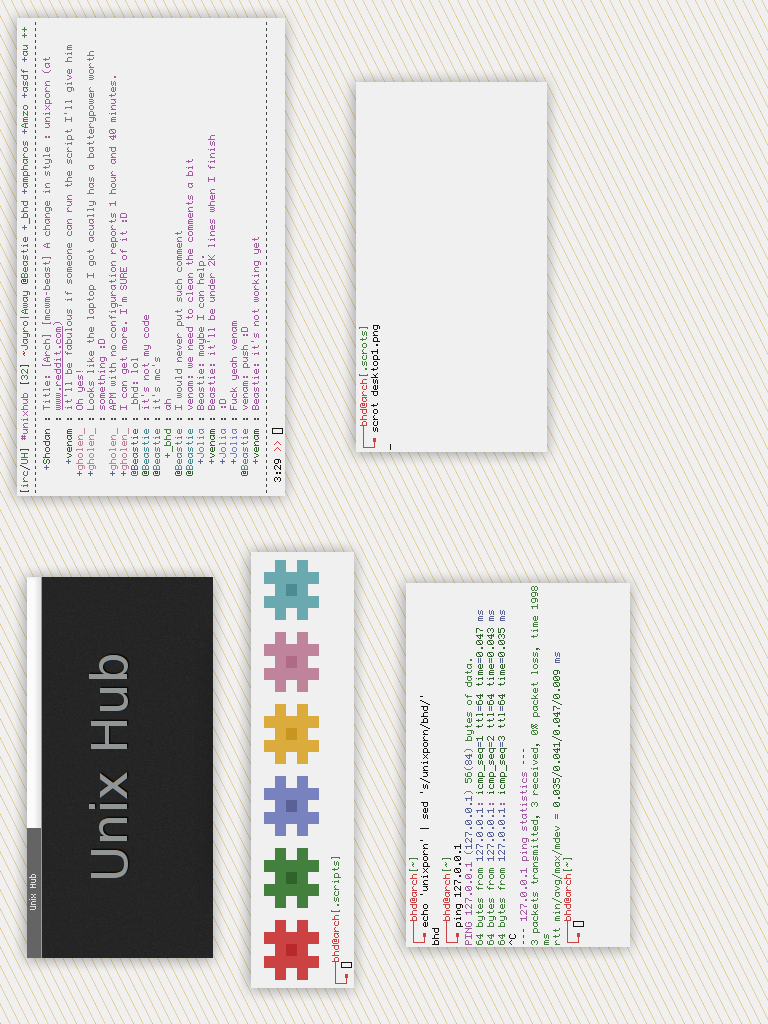 [irc/UH] #unixhub [32] ~Jayro|Away @Beastie +_bhd +ampharos +Amzo +asdf +au ++
+Shodan : Title: [Arch] [mcwm-beast] A change in style : unixporn (at
www.reddit.com)
+venam : it'll be fabulous if someone can run the script I'll give him
+gholen_ : Oh yes!
+gholen_ : Looks like the laptop I got acually has a batterypower worth
something :D
+gholen_ : APM with no configuration reports 1 hour and 40 minutes.
+gholen_ : I can get more. I'm SURE of it :D
@Beastie : _bhd: lol
@Beastie : it's not my code
@Beastie : it's mc's
+_bhd : ah
@Beastie : I would never put such comment
@Beastie : venam: we need to clean the comments a bit
+Jolia : Beastie: maybe I can help.
+venam : Beastie: it'll be under 2K lines when I finish
+Jolia : :D
+Jolia : Fuck yeah venam
@Beastie : venam: push :D
+venam : Beastie: it's not working yet
3:29 >>
bhd@arch[.scrots]
scrot desktop1.png
Unix Hub
Unix Hub
bhd@arch[.scripts]
bhd@arch[~]
echo 'unixporn' | sed 's/unixporn/bhd/'
bhd
bhd@arch[~]
ping 127.0.0.1
PING 127.0.0.1 (127.0.0.1) 56(84) bytes of data.
64 bytes from 127.0.0.1: icmp_seq=1 ttl=64 time=0.047 ms
64 bytes from 127.0.0.1: icmp_seq=2 ttl=64 time=0.043 ms
64 bytes from 127.0.0.1: icmp_seq=3 ttl=64 time=0.035 ms
^C
--- 127.0.0.1 ping statistics ---
3 packets transmitted, 3 received, 0% packet loss, time 1998
ms
rtt min/avg/max/mdev = 0.035/0.041/0.047/0.009 ms
bhd@arch[~]